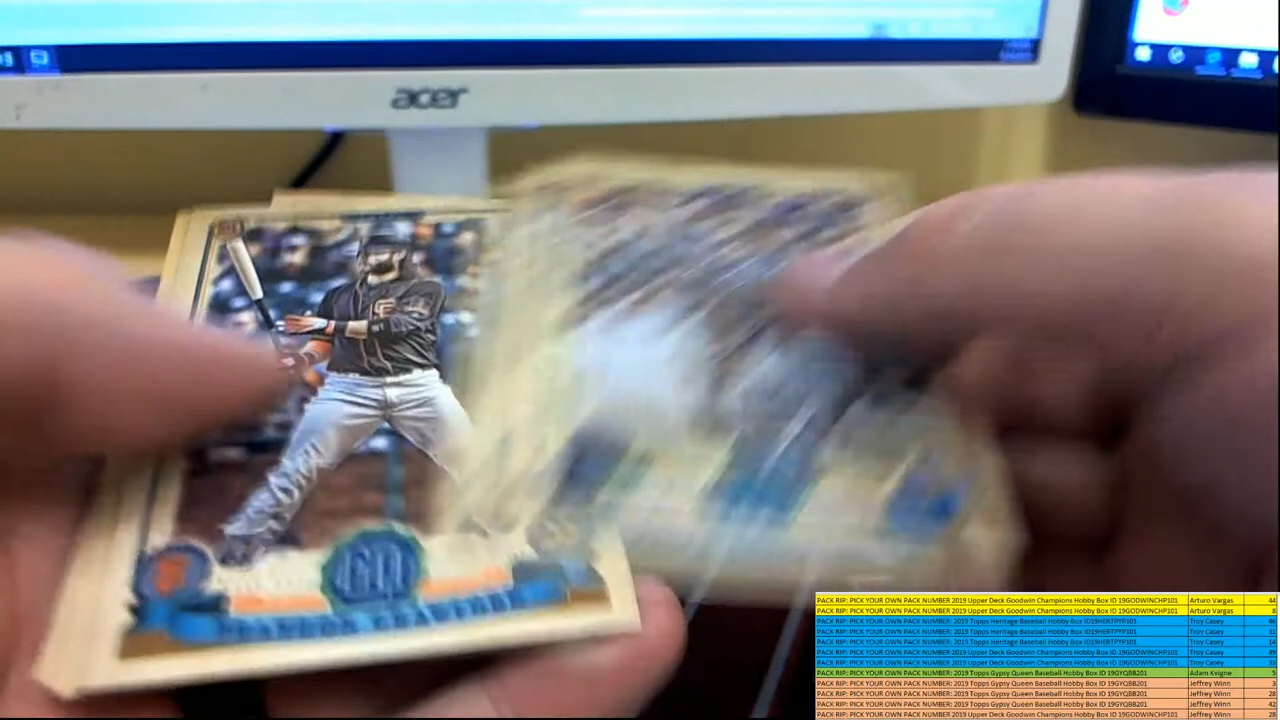 acer
GQ
PACK RIP: PICK YOUR OWN PACK NUMBER 2019 Upper Deck Goodwin Champions Hobby Box ID 19GODWINCHP101 Arturo Vargas 44
PACK RIP: PICK YOUR OWN PACK NUMBER 2019 Upper Deck Goodwin Champions Hobby Box ID 19GODWINCHP101 Arturo Vargas 8
PACK RIP: PICK YOUR OWN PACK NUMBER: 2019 Topps Heritage Baseball Hobby Box ID19HERTPYP101 Troy Casey 46
PACK RIP: PICK YOUR OWN PACK NUMBER: 2019 Topps Heritage Baseball Hobby Box ID19HERTPYP101 Troy Casey 31
PACK RIP: PICK YOUR OWN PACK NUMBER: 2019 Topps Heritage Baseball Hobby Box ID19HERTPYP101 Troy Casey 14
PACK RIP: PICK YOUR OWN PACK NUMBER 2019 Upper Deck Goodwin Champions Hobby Box ID 19GODWINCHP101 Troy Casey 49
PACK RIP: PICK YOUR OWN PACK NUMBER 2019 Upper Deck Goodwin Champions Hobby Box ID 19GODWINCHP101 Troy Casey 33
PACK RIP: PICK YOUR OWN PACK NUMBER: 2019 Topps Gypsy Queen Baseball Hobby Box ID 19GYQBB201 Adam Kvigne 5
PACK RIP: PICK YOUR OWN PACK NUMBER: 2019 Topps Gypsy Queen Baseball Hobby Box ID 19GYQBB201 Jeffrey Winn 3
PACK RIP: PICK YOUR OWN PACK NUMBER: 2019 Topps Gypsy Queen Baseball Hobby Box ID 19GYQBB201 Jeffrey Winn 28
PACK RIP: PICK YOUR OWN PACK NUMBER: 2019 Topps Gypsy Queen Baseball Hobby Box ID 19GYQBB201 Jeffrey Winn 42
PACK RIP: PICK YOUR OWN PACK NUMBER 2019 Upper Deck Goodwin Champions Hobby Box ID 19GODWINCHP101 Jeffrey Winn 28